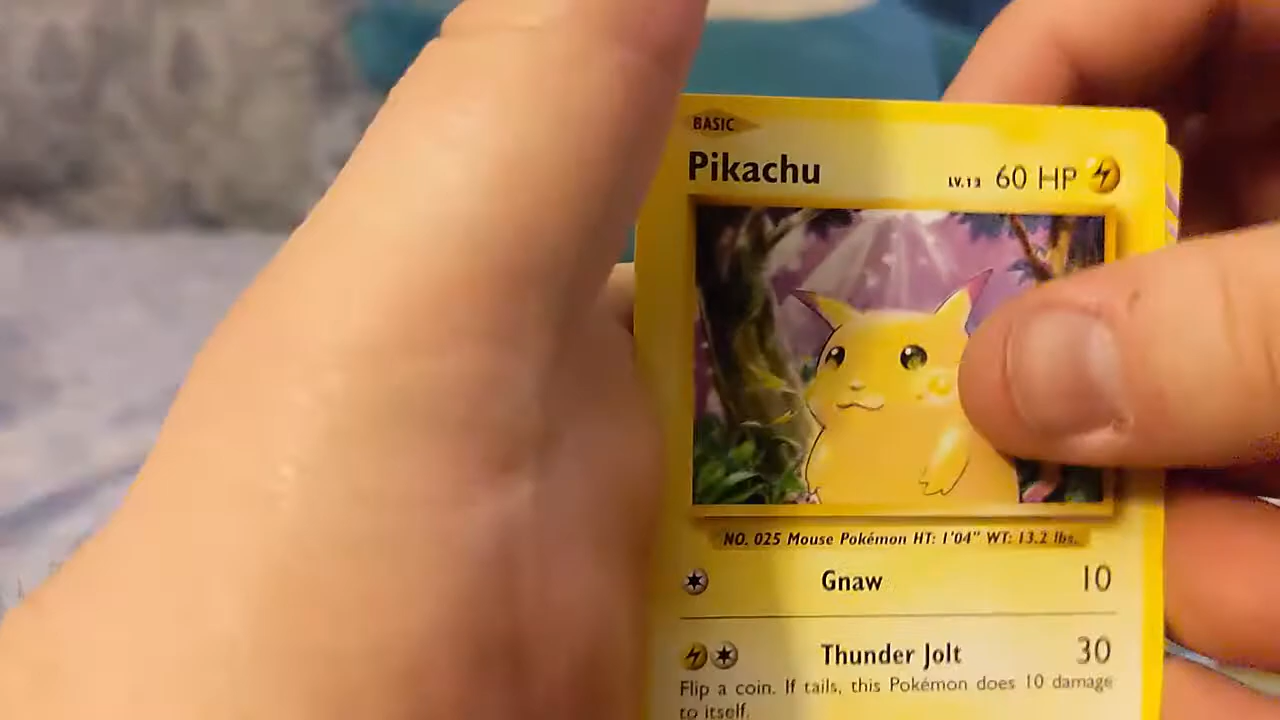 BASIC
Pikachu LV.13 60 HP
NO. 025 Mouse Pokémon HT: 1'04" WT: 13.2 lbs.
Gnaw 10
Thunder Jolt 30
Flip a coin. If tails, this Pokémon does 10 damage
to itself.